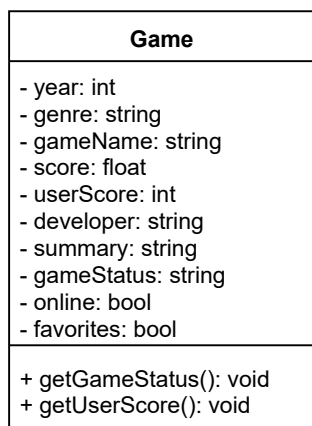 Game
- year: int
- genre: string
- gameName: string
- score: float
- userScore: int
- developer: string
- summary: string
- gameStatus: string
- online: bool
- favorites: bool
+ getGameStatus(): void
+ getUserScore(): void